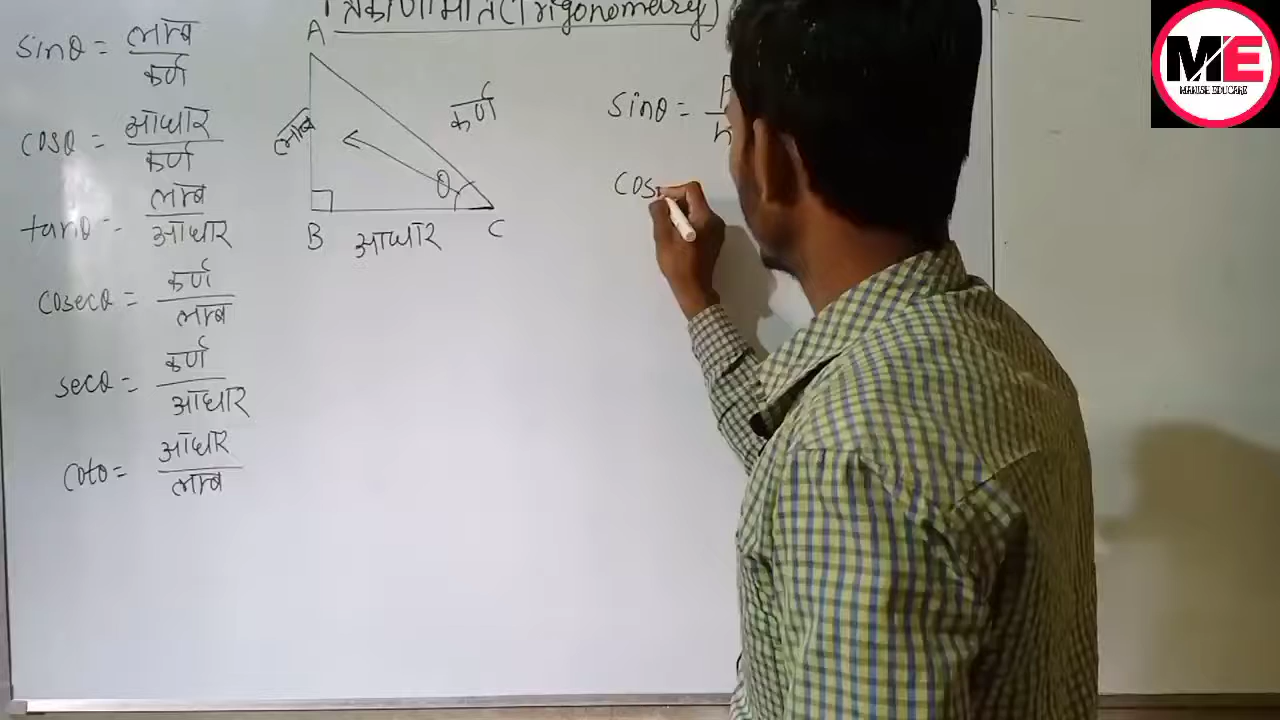 त्रिकोणमिति (Trigonometry)
sinθ = लम्ब / कर्ण
cosθ = आधार / कर्ण
tanθ = लम्ब / आधार
cosecθ = कर्ण / लम्ब
secθ = कर्ण / आधार
cotθ = आधार / लम्ब
A
लम्ब
कर्ण
θ
B
आधार
C
sinθ =
cos
ME
MANISH EDUCARE